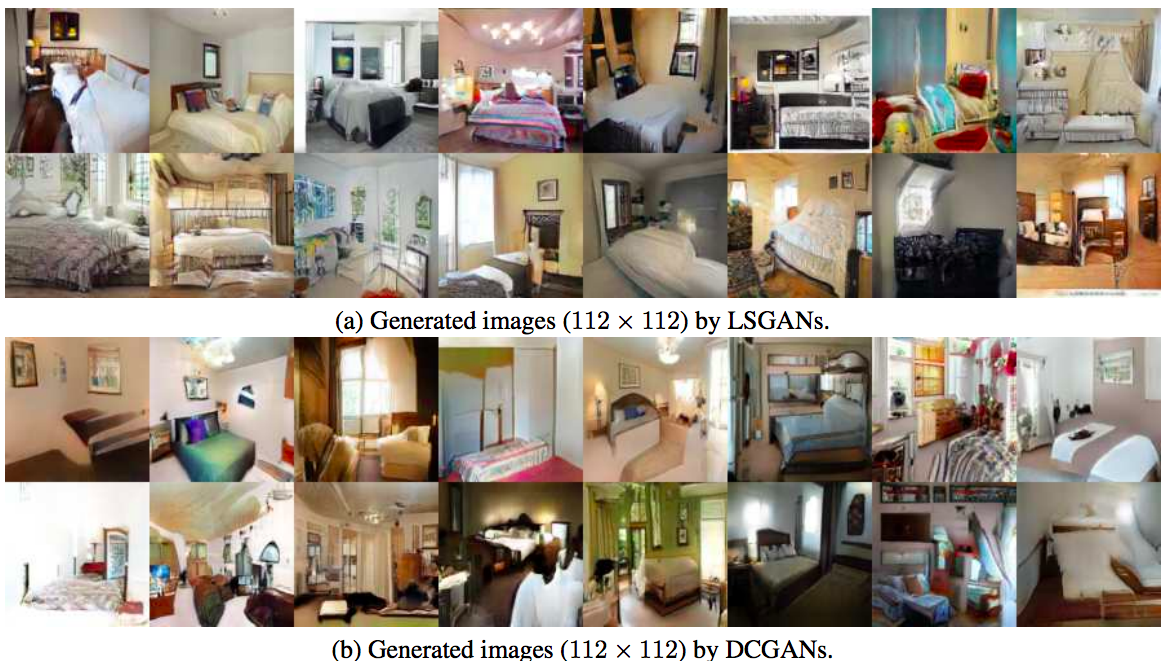 (a) Generated images (112 × 112) by LSGANs.
(b) Generated images (112 × 112) by DCGANs.